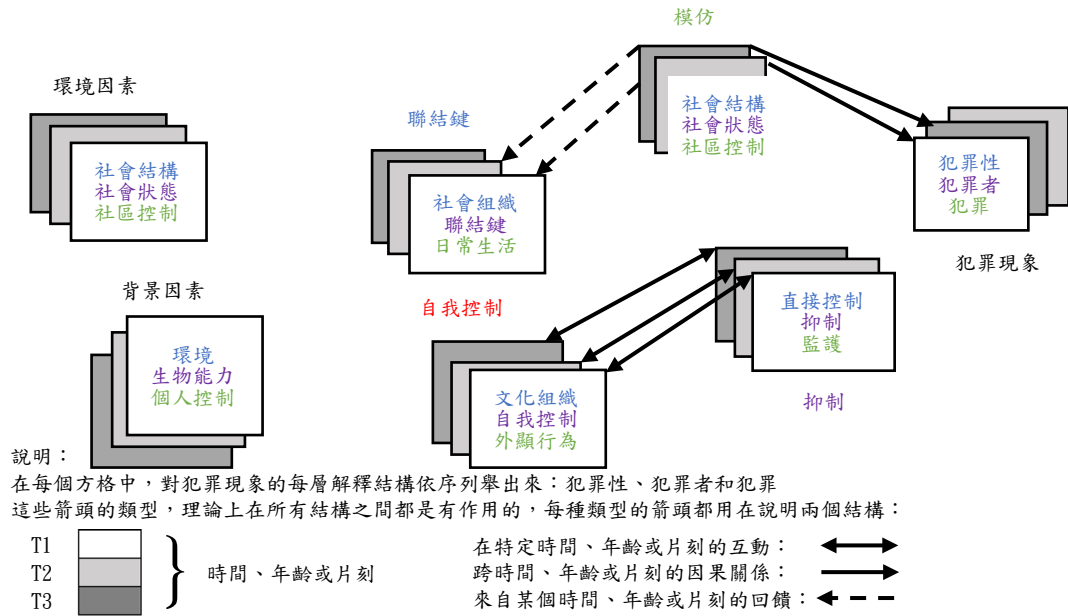 模仿
環境因素
社會結構
社會狀態
社區控制
聯結鍵
社會組織
聯結鍵
日常生活
社會結構
社會狀態
社區控制
犯罪性
犯罪者
犯罪
犯罪現象
背景因素
環境
生物能力
個人控制
自我控制
文化組織
自我控制
外顯行為
直接控制
抑制
監護
抑制
說明：
在每個方格中，對犯罪現象的每層解釋結構依序列舉出來：犯罪性、犯罪者和犯罪
這些箭頭的類型，理論上在所有結構之間都是有作用的，每種類型的箭頭都用在說明兩個結構：
T1
T2
T3
時間、年齡或片刻
在特定時間、年齡或片刻的互動：
跨時間、年齡或片刻的因果關係：
來自某個時間、年齡或片刻的回饋：